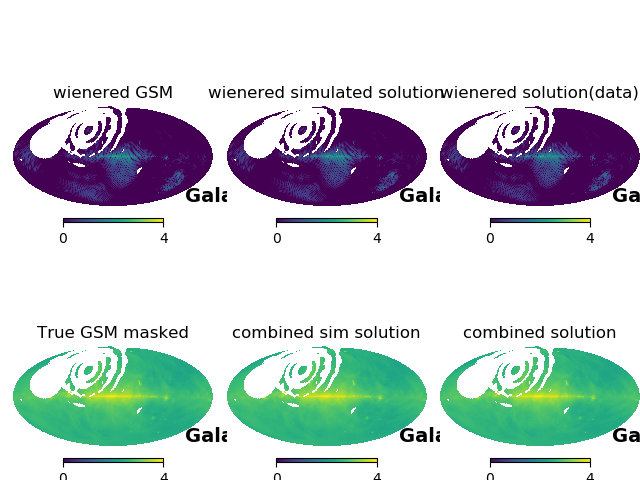 wienered GSM
wienered simulated solution
wienered solution(data)
Gala
Gala
Ga
0 4
0 4
0 4
True GSM masked
combined sim solution
combined solution
Gala
Gala
Ga
0 4
0 4
0 4